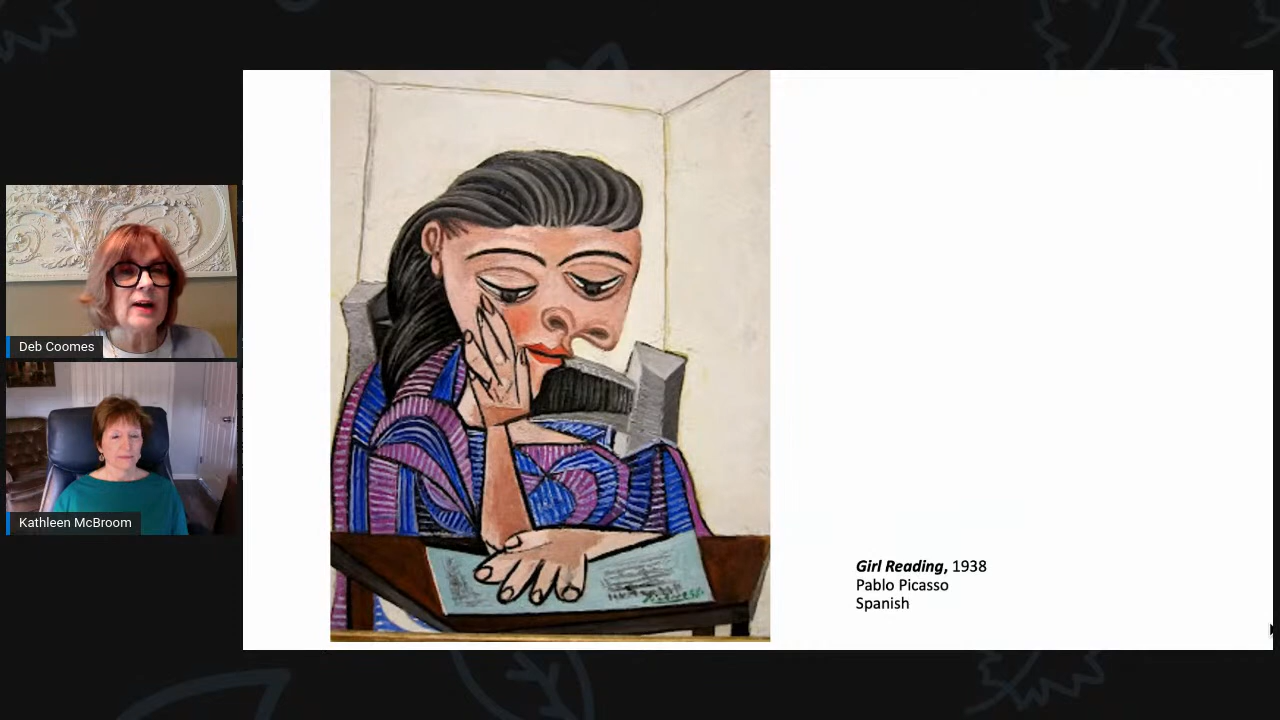 Deb Coomes
Kathleen McBroom
Girl Reading, 1938
Pablo Picasso
Spanish